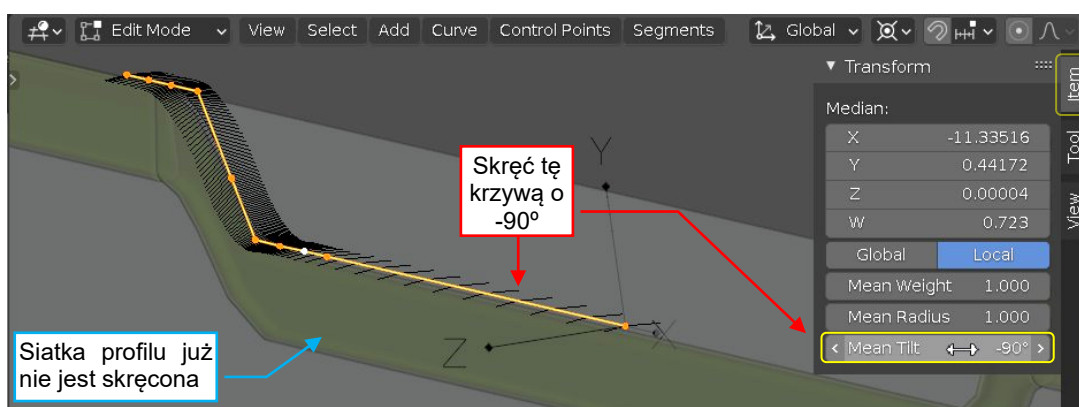 Edit Mode View Select Add Curve Control Points Segments Global
Transform
Item
Median:
X -11.33516
Y 0.44172
Z 0.00004
W 0.723
Global Local
Mean Weight 1.000
Mean Radius 1.000
Mean Tilt -90°
Tool
View
Skręć tę
krzywą o
-90º
Y
X
Z
Siatka profilu już
nie jest skręcona